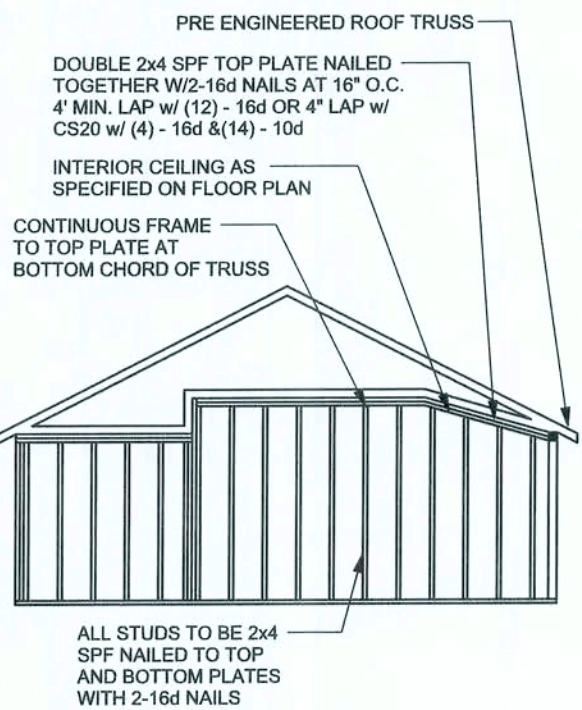 PRE ENGINEERED ROOF TRUSS
DOUBLE 2x4 SPF TOP PLATE NAILED
TOGETHER W/2-16d NAILS AT 16" O.C.
4' MIN. LAP w/ (12) - 16d OR 4" LAP w/
CS20 w/ (4) - 16d &(14) - 10d
INTERIOR CEILING AS
SPECIFIED ON FLOOR PLAN
CONTINUOUS FRAME
TO TOP PLATE AT
BOTTOM CHORD OF TRUSS
ALL STUDS TO BE 2x4
SPF NAILED TO TOP
AND BOTTOM PLATES
WITH 2-16d NAILS